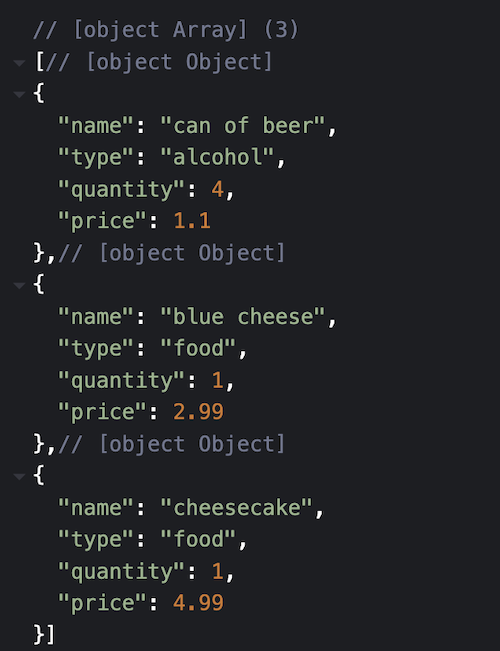 // [object Array] (3)
[// [object Object]
{
"name": "can of beer",
"type": "alcohol",
"quantity": 4,
"price": 1.1
},// [object Object]
{
"name": "blue cheese",
"type": "food",
"quantity": 1,
"price": 2.99
},// [object Object]
{
"name": "cheesecake",
"type": "food",
"quantity": 1,
"price": 4.99
}]